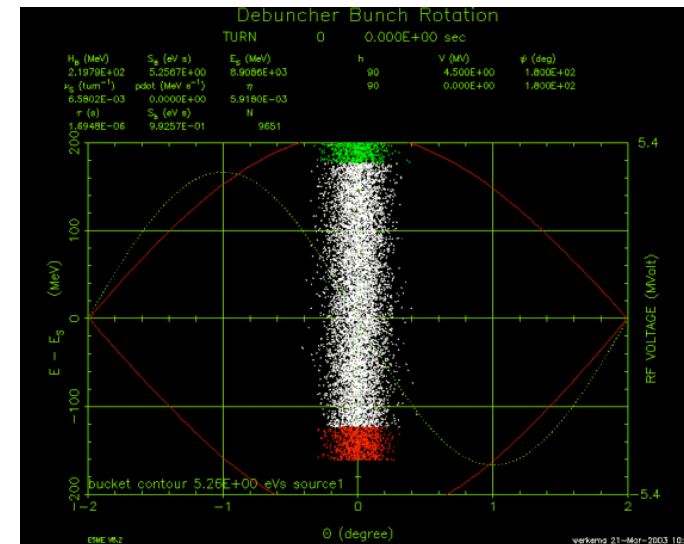 Debuncher Bunch Rotation
TURN 0 0.000E+00 sec
H_B (MeV) S_B (eV s) E_S (MeV) h V (MV) ψ (deg)
2.1979E+02 5.2567E+00 8.9086E+03 90 4.500E+00 1.800E+02
ν_S (turn⁻¹) pdot (MeV s⁻¹) η 90 0.000E+00 1.800E+02
6.5802E-03 0.0000E+00 5.9180E-03
τ (s) S_B (eV s) N
1.6948E-06 9.9257E-01 9651
200 5.4
100
0
-100
-200 -5.4
E - E_S (MeV)
RF VOLTAGE (MVolt)
bucket contour 5.26E+00 eVs source1
-2 -1 0 1 2
Θ (degree)
ESME V8.2 werkema 21-Mar-2003 10: